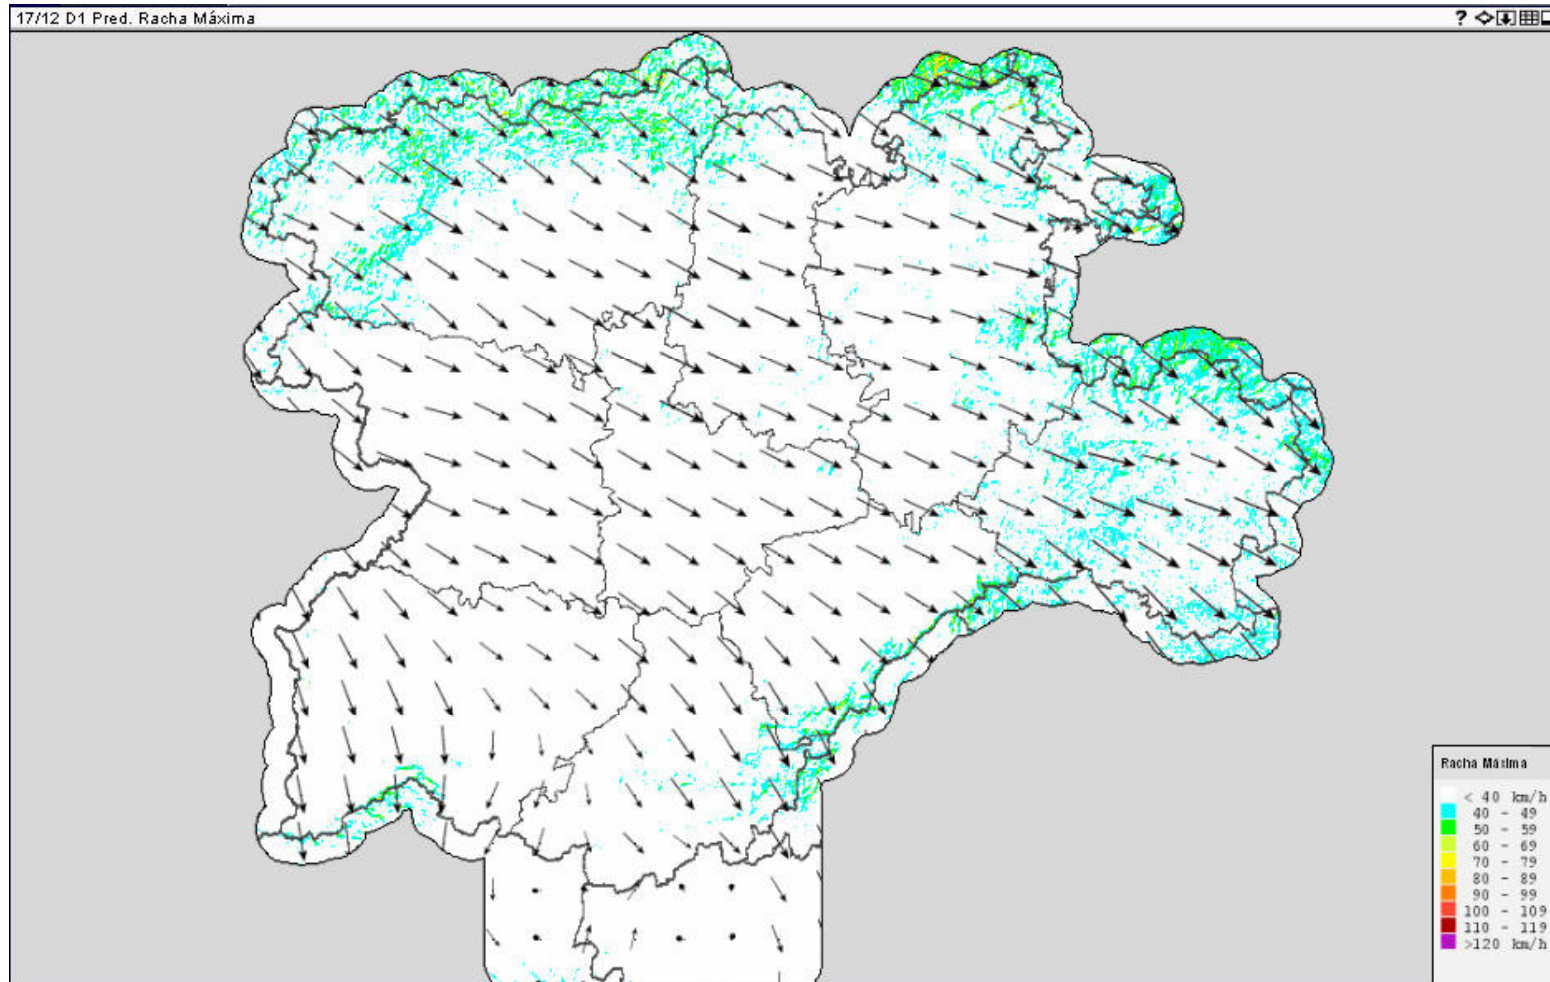 17/12 D1 Pred. Racha Máxima
?
Racha Máxima
< 40 km/h
40 - 49
50 - 59
60 - 69
70 - 79
80 - 89
90 - 99
100 - 109
110 - 119
>120 km/h